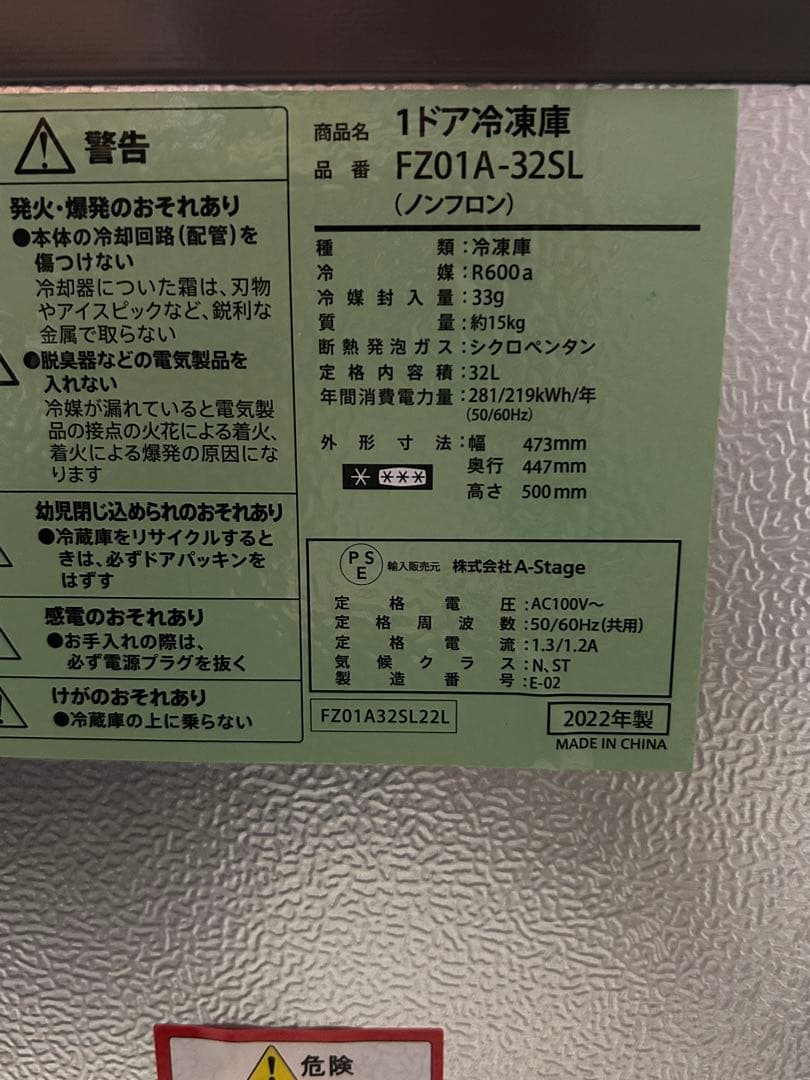 警告
発火・爆発のおそれあり
●本体の冷却回路(配管)を
傷つけない
冷却器についた霜は、刃物
やアイスピックなど、鋭利な
金属で取らない
●脱臭器などの電気製品を
入れない
冷媒が漏れていると電気製
品の接点の火花による着火、
着火による爆発の原因にな
ります
幼児閉じ込められのおそれあり
●冷蔵庫をリサイクルすると
きは、必ずドアパッキンを
はずす
感電のおそれあり
●お手入れの際は、
必ず電源プラグを抜く
けがのおそれあり
●冷蔵庫の上に乗らない
商品名 1ドア冷凍庫
品番 FZ01A-32SL
(ノンフロン)
種類:冷凍庫
冷媒:R600a
冷媒封入量:33g
質量:約15kg
断熱発泡ガス:シクロペンタン
定格内容積:32L
年間消費電力量:281/219kWh/年
(50/60Hz)
外形寸法:幅 473mm
奥行 447mm
高さ 500mm
PSE 輸入販売元 株式会社A-Stage
定格電圧:AC100V～
定格周波数:50/60Hz(共用)
定格電流:1.3/1.2A
気候クラス:N、ST
製造番号:E-02
FZ01A32SL22L
2022年製
MADE IN CHINA
危険